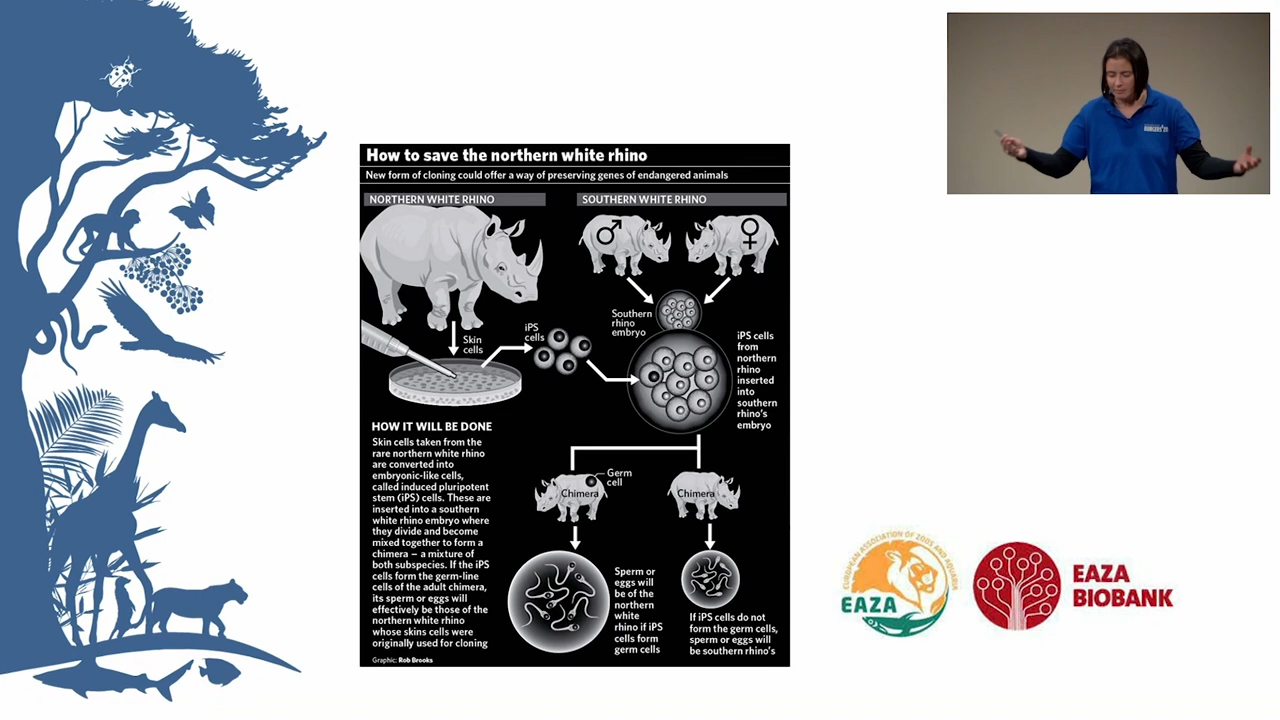 How to save the northern white rhino
New form of cloning could offer a way of preserving genes of endangered animals
NORTHERN WHITE RHINO
SOUTHERN WHITE RHINO
Skin
cells
iPS
cells
Southern
rhino
embryo
iPS cells
from
northern
rhino
inserted
into
southern
rhino's
embryo
HOW IT WILL BE DONE
Skin cells taken from the
rare northern white rhino
are converted into
embryonic-like cells,
called induced pluripotent
stem (iPS) cells. These are
inserted into a southern
white rhino embryo where
they divide and become
mixed together to form a
chimera – a mixture of
both subspecies. If the iPS
cells form the germ-line
cells of the adult chimera,
its sperm or eggs will
effectively be those of the
northern white rhino
whose skins cells were
originally used for cloning
Graphic: Rob Brooks
Germ
cell
Chimera
Chimera
Sperm or
eggs will
be of the
northern
white
rhino if iPS
cells form
germ cells
If iPS cells do not
form the germ cells,
sperm or eggs will
be southern rhino's
EUROPEAN ASSOCIATION OF ZOOS AND AQUARIA
EAZA
EAZA
BIOBANK
BURGERS'